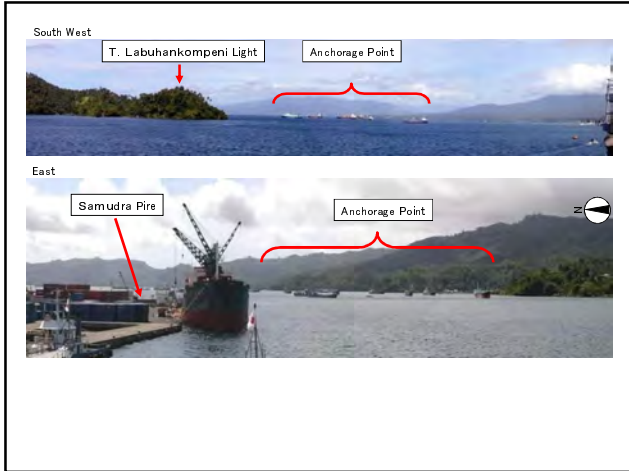 South West
T. Labuhankompeni Light
Anchorage Point
East
Samudra Pire
Anchorage Point
N